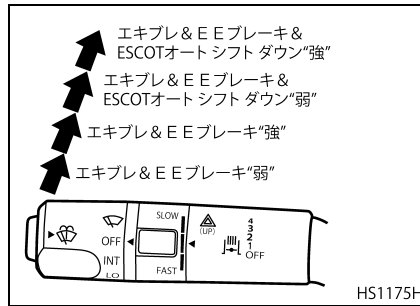 エキブレ＆ＥＥブレーキ＆
ESCOTオート シフト ダウン“強”
エキブレ＆ＥＥブレーキ＆
ESCOTオート シフト ダウン“弱”
エキブレ＆ＥＥブレーキ“強”
エキブレ＆ＥＥブレーキ“弱”
SLOW
OFF
INT
LO
FAST
(UP)
4
3
2
1
OFF
HS1175H